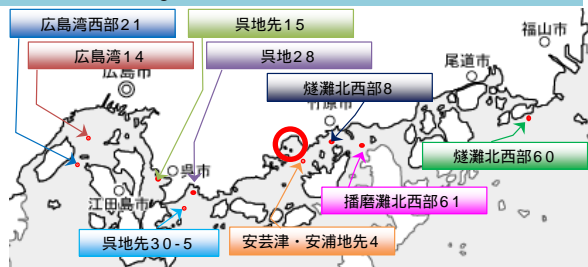 広島湾西部21
呉地先15
福山市
広島湾14
呉地28
尾道市
広島市
燧灘北西部8
竹原市
呉市
燧灘北西部60
江田島市
播磨灘北西部61
呉地先30-5
安芸津・安浦地先4